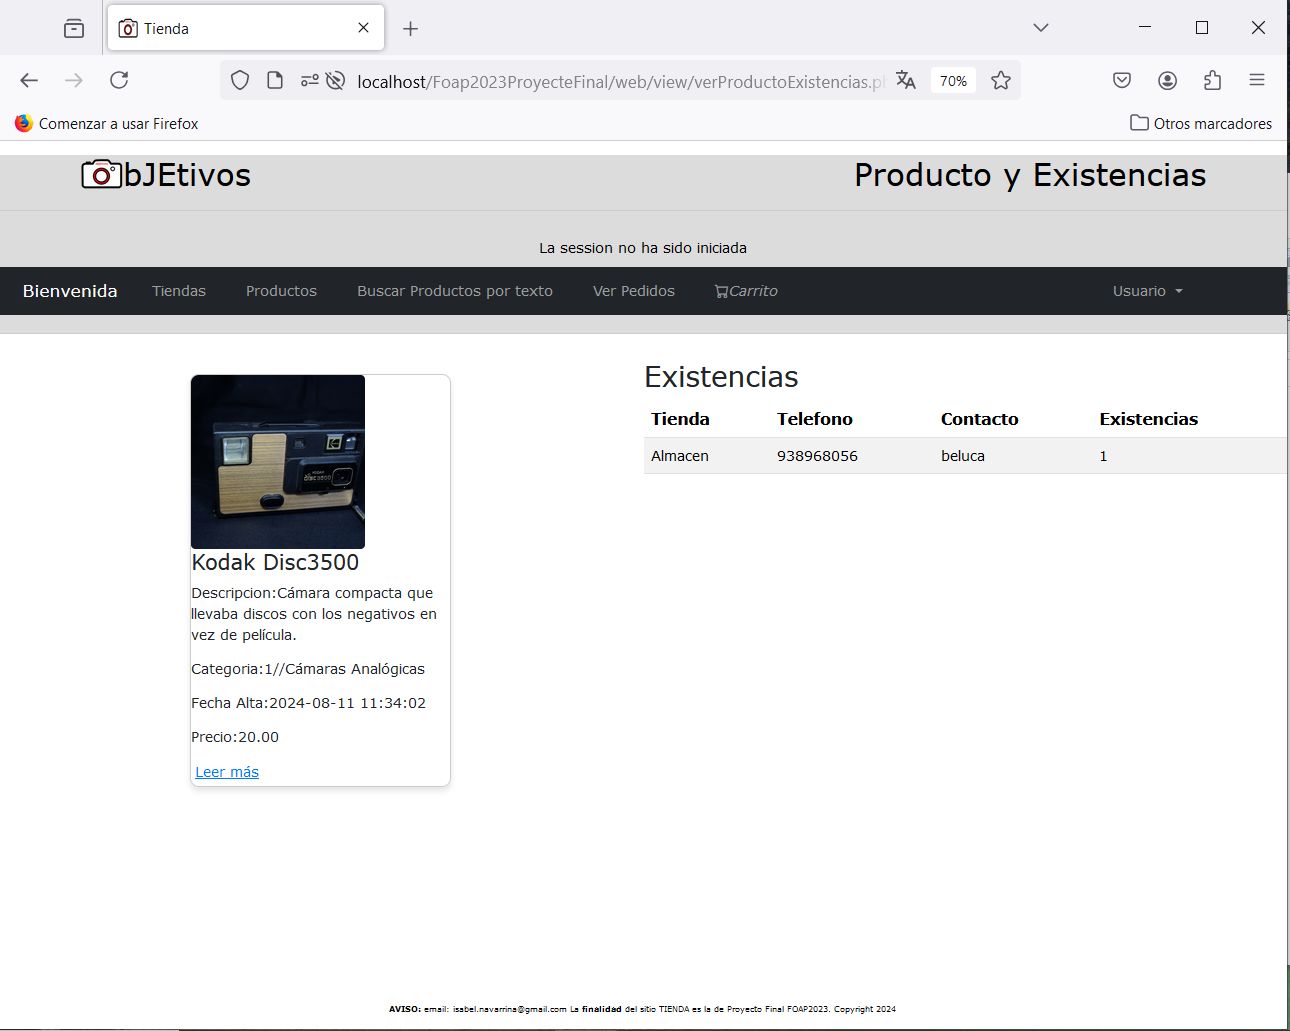 Tienda
localhost/Foap2023ProyecteFinal/web/view/verProductoExistencias.ph
70%
Comenzar a usar Firefox
Otros marcadores
bJEtivos
Producto y Existencias
La session no ha sido iniciada
Bienvenida Tiendas Productos Buscar Productos por texto Ver Pedidos Carrito Usuario
Existencias
Tienda Telefono Contacto Existencias
Almacen 938968056 beluca 1
KODAK
disc3500
Kodak Disc3500
Descripcion:Cámara compacta que
llevaba discos con los negativos en
vez de película.
Categoria:1//Cámaras Analógicas
Fecha Alta:2024-08-11 11:34:02
Precio:20.00
Leer más
AVISO: email: isabel.navarrina@gmail.com La finalidad del sitio TIENDA es la de Proyecto Final FOAP2023. Copyright 2024